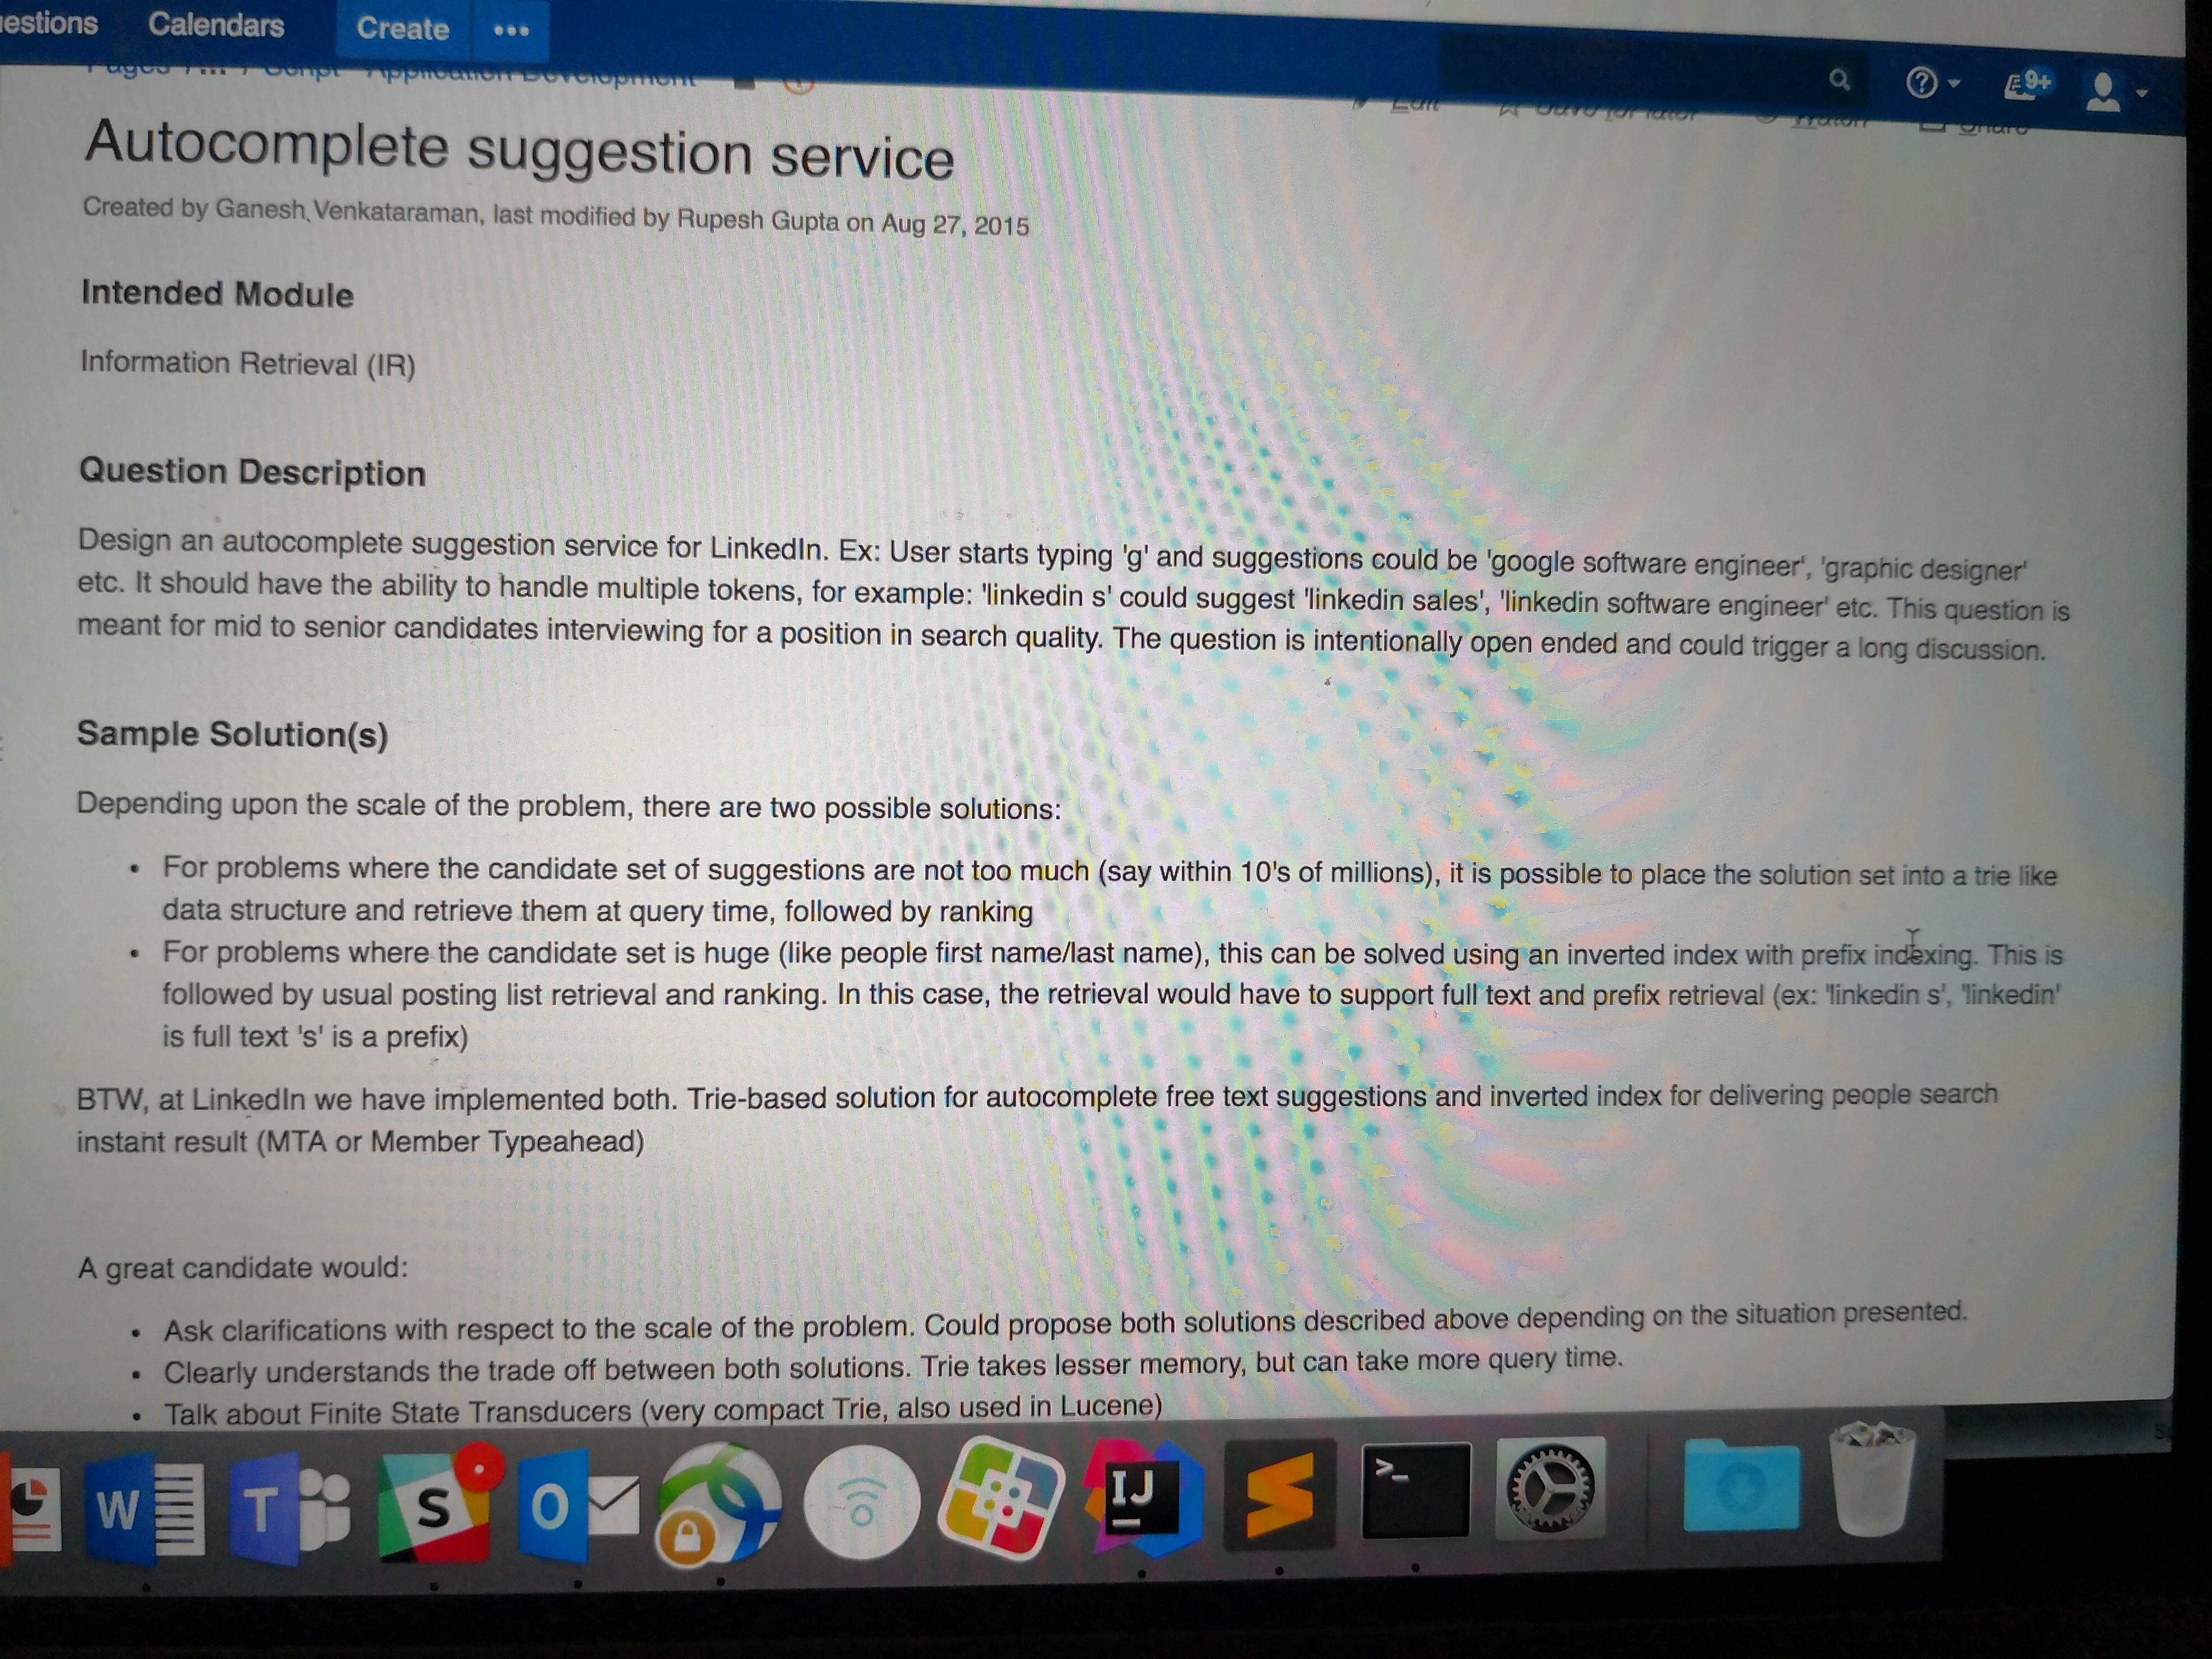 estions Calendars Create •••
Pages / ... / Script - Application Development
Edit Save for later Watch Share
9+
Autocomplete suggestion service
Created by Ganesh Venkataraman, last modified by Rupesh Gupta on Aug 27, 2015
Intended Module
Information Retrieval (IR)
Question Description
Design an autocomplete suggestion service for LinkedIn. Ex: User starts typing 'g' and suggestions could be 'google software engineer', 'graphic designer'
etc. It should have the ability to handle multiple tokens, for example: 'linkedin s' could suggest 'linkedin sales', 'linkedin software engineer' etc. This question is
meant for mid to senior candidates interviewing for a position in search quality. The question is intentionally open ended and could trigger a long discussion.
Sample Solution(s)
Depending upon the scale of the problem, there are two possible solutions:
• For problems where the candidate set of suggestions are not too much (say within 10's of millions), it is possible to place the solution set into a trie like
data structure and retrieve them at query time, followed by ranking
• For problems where the candidate set is huge (like people first name/last name), this can be solved using an inverted index with prefix indexing. This is
followed by usual posting list retrieval and ranking. In this case, the retrieval would have to support full text and prefix retrieval (ex: 'linkedin s', 'linkedin'
is full text 's' is a prefix)
BTW, at LinkedIn we have implemented both. Trie-based solution for autocomplete free text suggestions and inverted index for delivering people search
instant result (MTA or Member Typeahead)
A great candidate would:
• Ask clarifications with respect to the scale of the problem. Could propose both solutions described above depending on the situation presented.
• Clearly understands the trade off between both solutions. Trie takes lesser memory, but can take more query time.
• Talk about Finite State Transducers (very compact Trie, also used in Lucene)
W T S O IJ >_